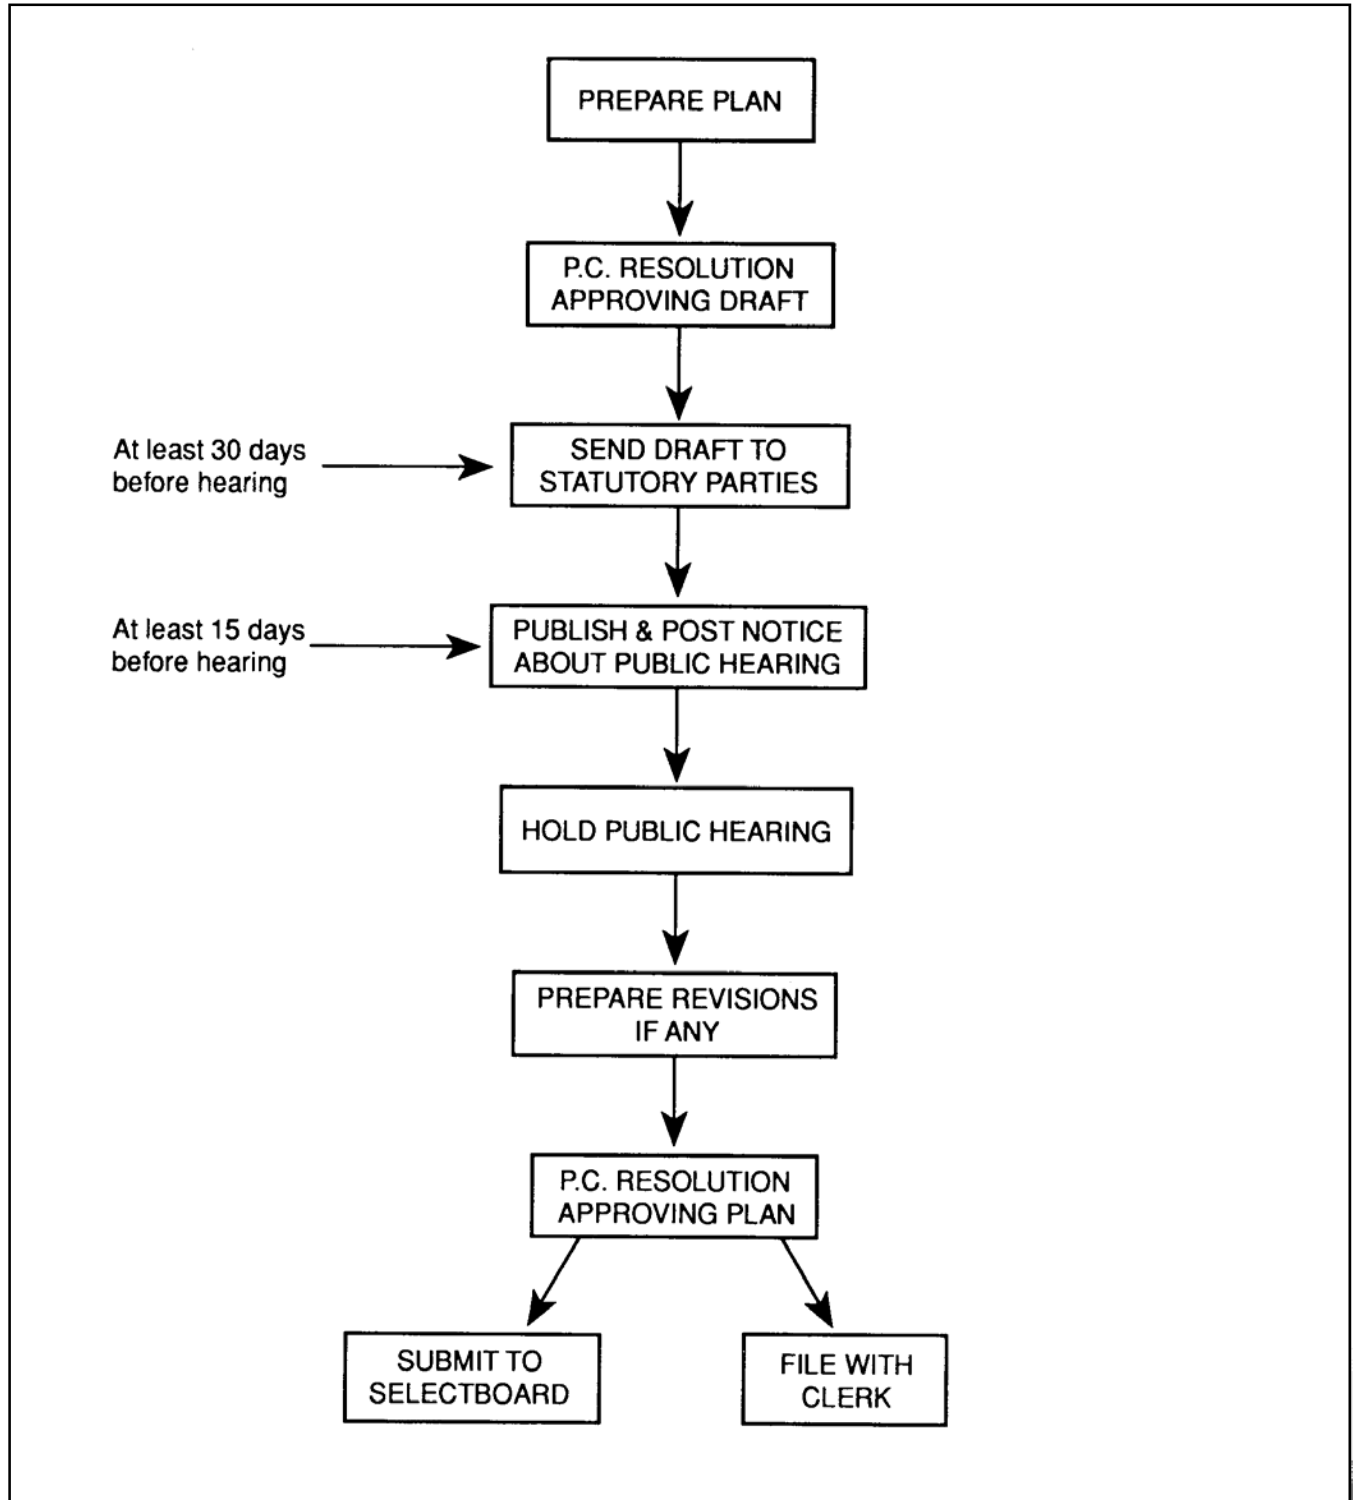 PREPARE PLAN
P.C. RESOLUTION
APPROVING DRAFT
At least 30 days
before hearing
SEND DRAFT TO
STATUTORY PARTIES
At least 15 days
before hearing
PUBLISH & POST NOTICE
ABOUT PUBLIC HEARING
HOLD PUBLIC HEARING
PREPARE REVISIONS
IF ANY
P.C. RESOLUTION
APPROVING PLAN
SUBMIT TO
SELECTBOARD
FILE WITH
CLERK